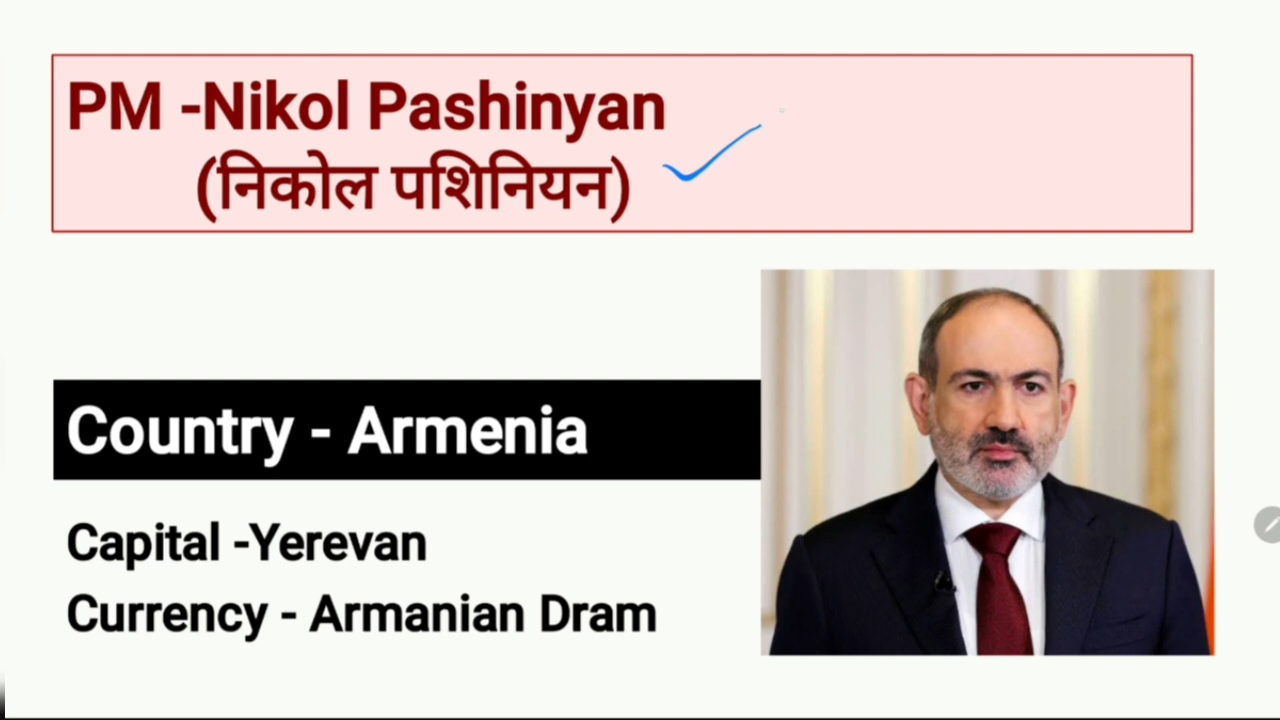 PM -Nikol Pashinyan
(निकोल पशिनियन)
Country - Armenia
Capital -Yerevan
Currency - Armanian Dram